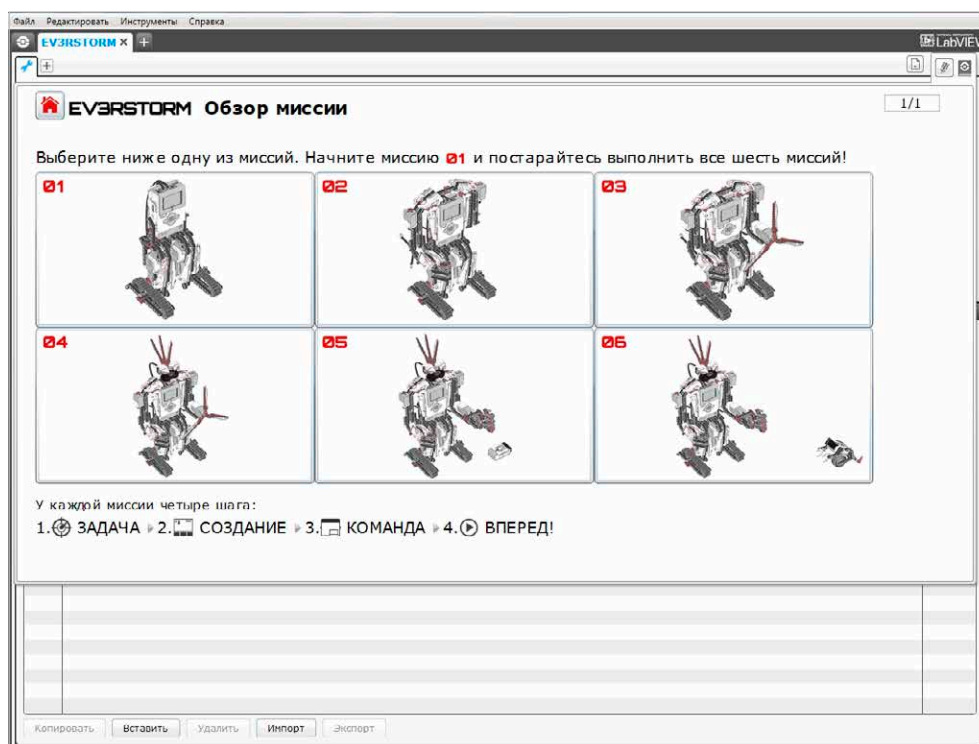 Файл Редактировать Инструменты Справка
EV3RSTORM × +
LabVIEW
EV3RSTORM Обзор миссии
1/1
Выберите ниже одну из миссий. Начните миссию 01 и постарайтесь выполнить все шесть миссий!
01 02 03
04 05 06
У каждой миссии четыре шага:
1. ЗАДАЧА 2. СОЗДАНИЕ 3. КОМАНДА 4. ВПЕРЕД!
Копировать Вставить Удалить Импорт Экспорт